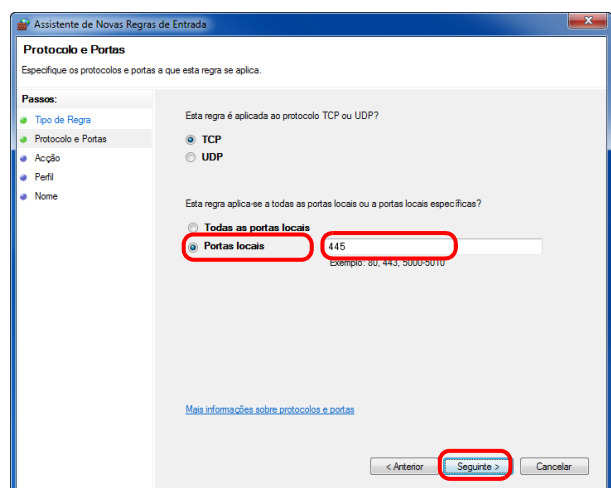 Assistente de Novas Regras de Entrada
Protocolo e Portas
Especifique os protocolos e portas a que esta regra se aplica.
Passos:
Tipo de Regra
Protocolo e Portas
Acção
Perfil
Nome
Esta regra é aplicada ao protocolo TCP ou UDP?
TCP
UDP
Esta regra aplica-se a todas as portas locais ou a portas locais específicas?
Todas as portas locais
Portas locais
445
Exemplo: 80, 443, 5000-5010
Mais informações sobre protocolos e portas
< Anterior
Seguinte >
Cancelar